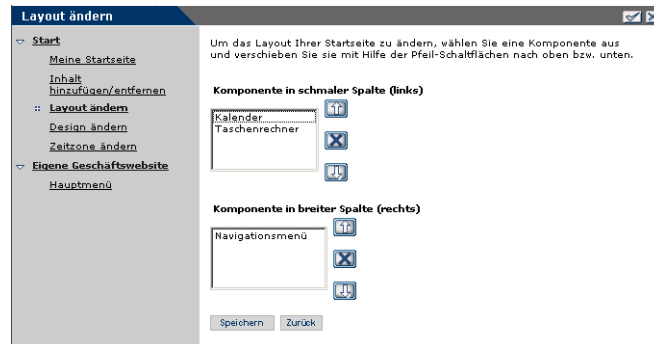 Layout ändern
Start
Meine Startseite
Inhalt
hinzufügen/entfernen
Layout ändern
Design ändern
Zeitzone ändern
Eigene Geschäftswebsite
Hauptmenü
Um das Layout Ihrer Startseite zu ändern, wählen Sie eine Komponente aus
und verschieben Sie sie mit Hilfe der Pfeil-Schaltflächen nach oben bzw. unten.
Komponente in schmaler Spalte (links)
Kalender
Taschenrechner
Komponente in breiter Spalte (rechts)
Navigationsmenü
Speichern Zurück